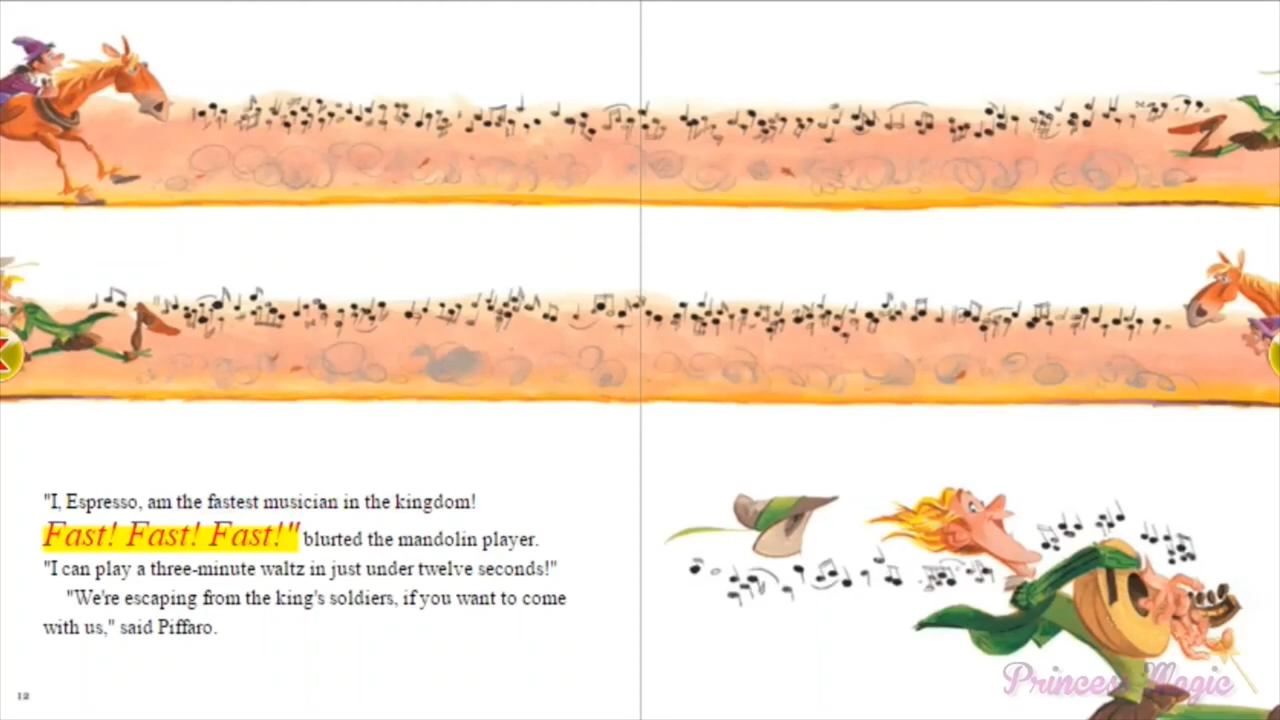 "I, Espresso, am the fastest musician in the kingdom!
Fast! Fast! Fast!" blurted the mandolin player.
"I can play a three-minute waltz in just under twelve seconds!"
"We're escaping from the king's soldiers, if you want to come
with us," said Piffaro.
12
Princess Magic